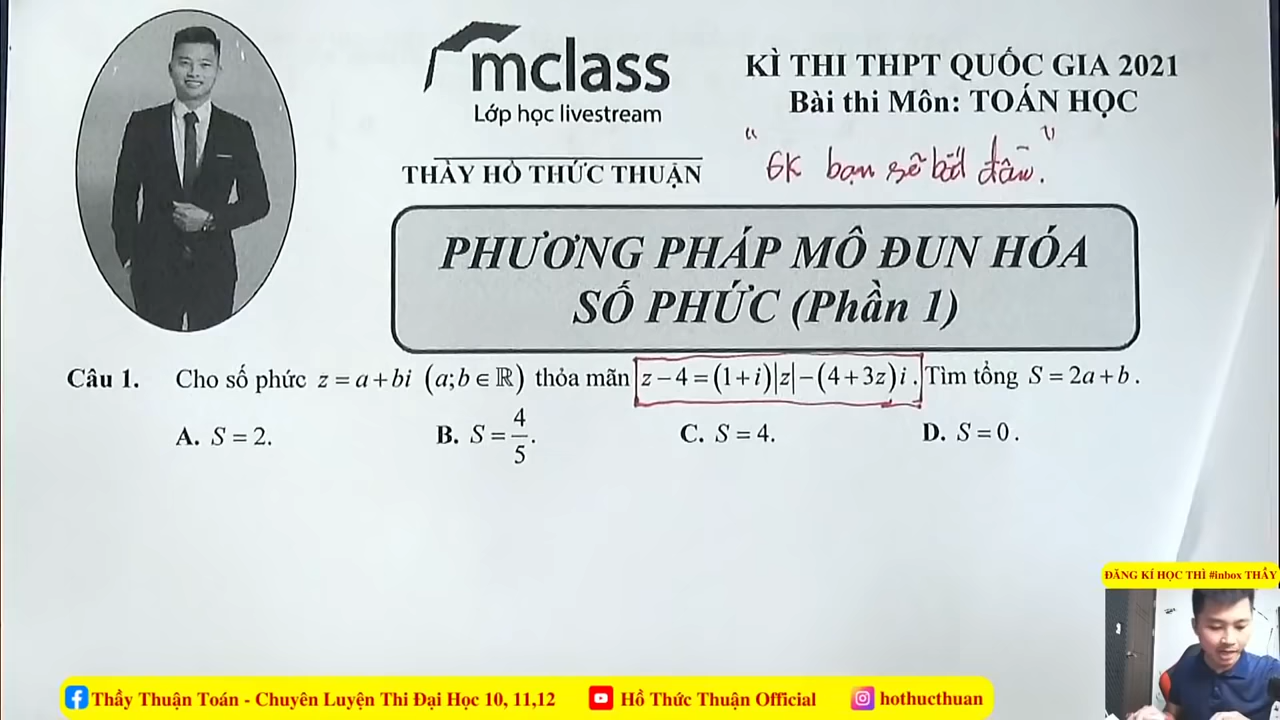 mclass
Lớp học livestream
THẦY HỒ THỨC THUẬN
KÌ THI THPT QUỐC GIA 2021
Bài thi Môn: TOÁN HỌC
"6K bạn sẽ bắt đầu".
PHƯƠNG PHÁP MÔ ĐUN HÓA
SỐ PHỨC (Phần 1)
Câu 1. Cho số phức z = a + bi (a; b ∈ ℝ) thỏa mãn z − 4 = (1 + i)|z| − (4 + 3z)i. Tìm tổng S = 2a + b.
A. S = 2. B. S = 4/5. C. S = 4. D. S = 0.
ĐĂNG KÍ HỌC THÌ #inbox THẦY
Thầy Thuận Toán - Chuyên Luyện Thi Đại Học 10, 11,12 Hồ Thức Thuận Official hothucthuan